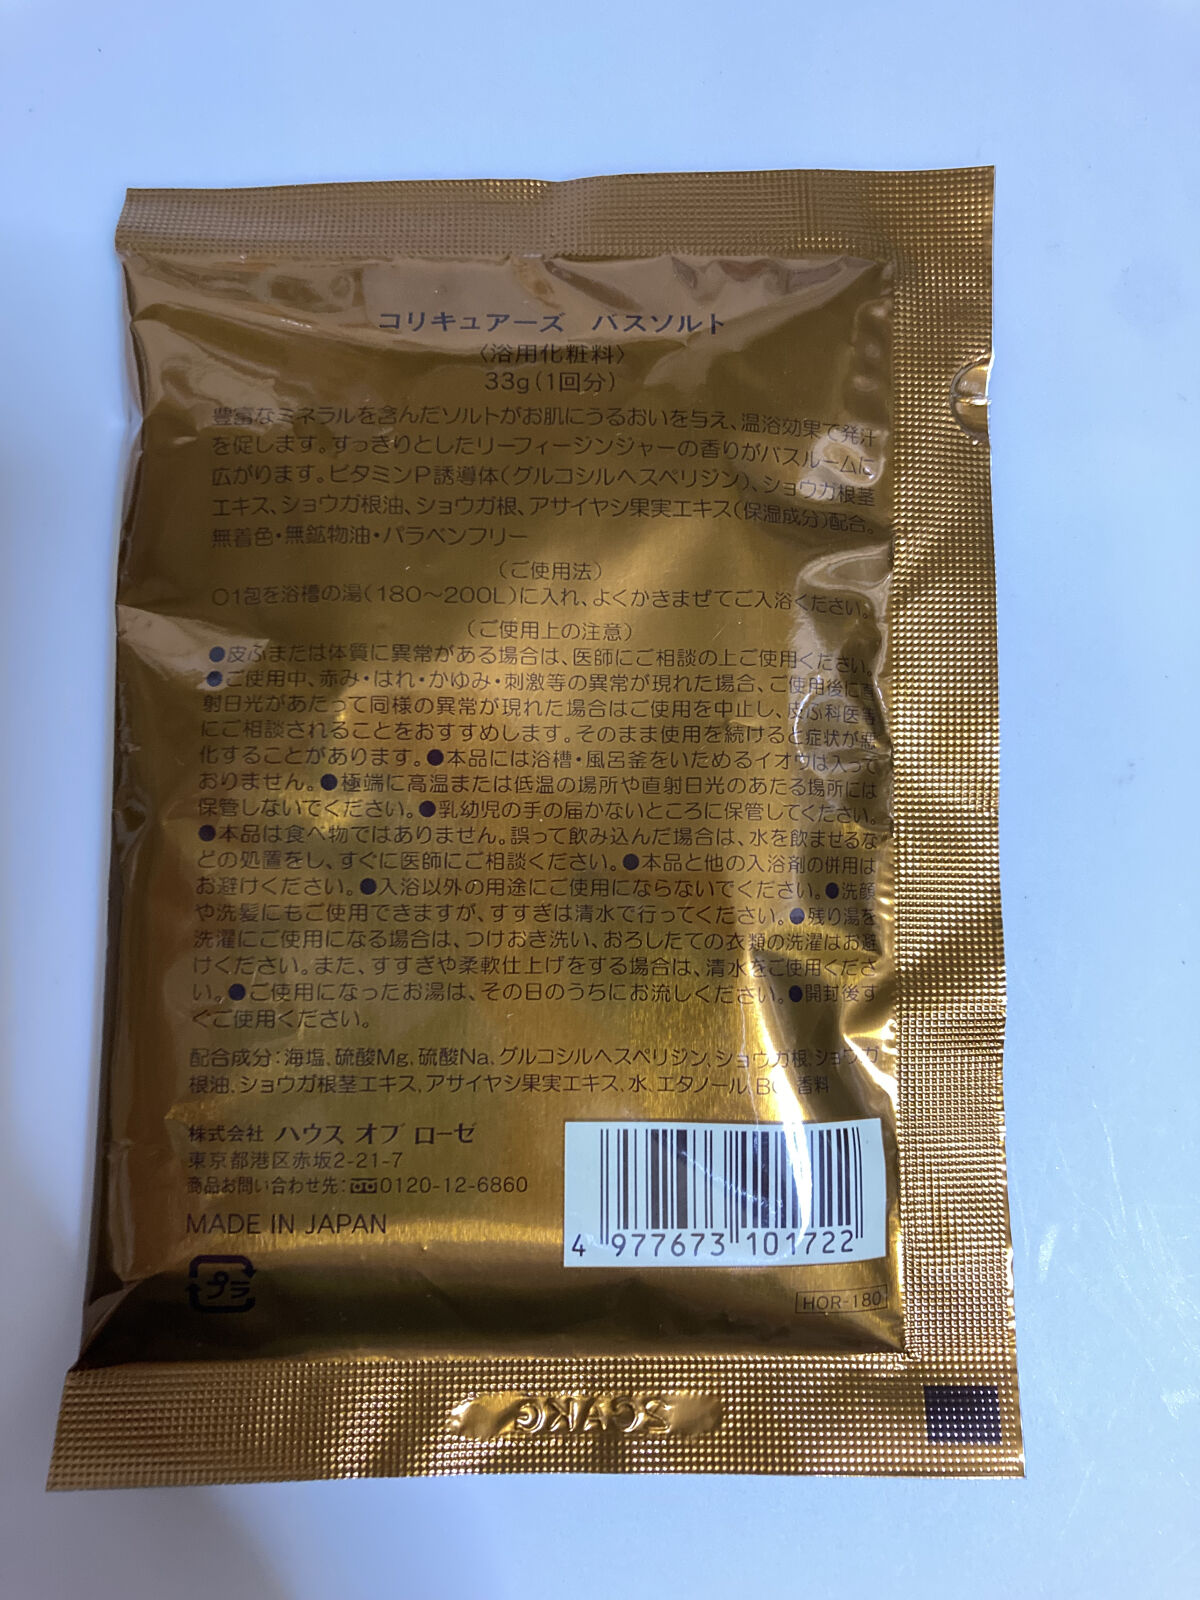 コリキュアーズ バスソルト
〈浴用化粧料〉
33g(1回分)
豊富なミネラルを含んだソルトがお肌にうるおいを与え、温浴効果で発汗
を促します。すっきりとしたリーフィージンジャーの香りがバスルームに
広がります。ビタミンP誘導体(グルコシルヘスペリジン)、ショウガ根茎
エキス、ショウガ根油、ショウガ根、アサイヤシ果実エキス(保湿成分)配合。
無着色・無鉱物油・パラベンフリー
(ご使用法)
○1包を浴槽の湯(180〜200L)に入れ、よくかきまぜてご入浴ください。
(ご使用上の注意)
●皮ふまたは体質に異常がある場合は、医師にご相談の上ご使用ください。
●ご使用中、赤み・はれ・かゆみ・刺激等の異常が現れた場合、ご使用後に直
射日光があたって同様の異常が現れた場合はご使用を中止し、皮ふ科医等
にご相談されることをおすすめします。そのまま使用を続けると症状が悪
化することがあります。●本品には浴槽・風呂釜をいためるイオウは入って
おりません。●極端に高温または低温の場所や直射日光のあたる場所には
保管しないでください。●乳幼児の手の届かないところに保管してください。
●本品は食べ物ではありません。誤って飲み込んだ場合は、水を飲ませるな
どの処置をし、すぐに医師にご相談ください。●本品と他の入浴剤の併用は
お避けください。●入浴以外の用途にご使用にならないでください。●洗顔
や洗髪にもご使用できますが、すすぎは清水で行ってください。●残り湯を
洗濯にご使用になる場合は、つけおき洗い、おろしたての衣類の洗濯はお避
けください。また、すすぎや柔軟仕上げをする場合は、清水をご使用くださ
い。●ご使用になったお湯は、その日のうちにお流しください。●開封後す
ぐご使用ください。
配合成分:海塩、硫酸Mg、硫酸Na、グルコシルヘスペリジン、ショウガ根、ショウガ
根油、ショウガ根茎エキス、アサイヤシ果実エキス、水、エタノール、香料
株式会社 ハウス オブ ローゼ
東京都港区赤坂2-21-7
商品お問い合わせ先:0120-12-6860
MADE IN JAPAN
プラ
4 977673 101722
HOR-180